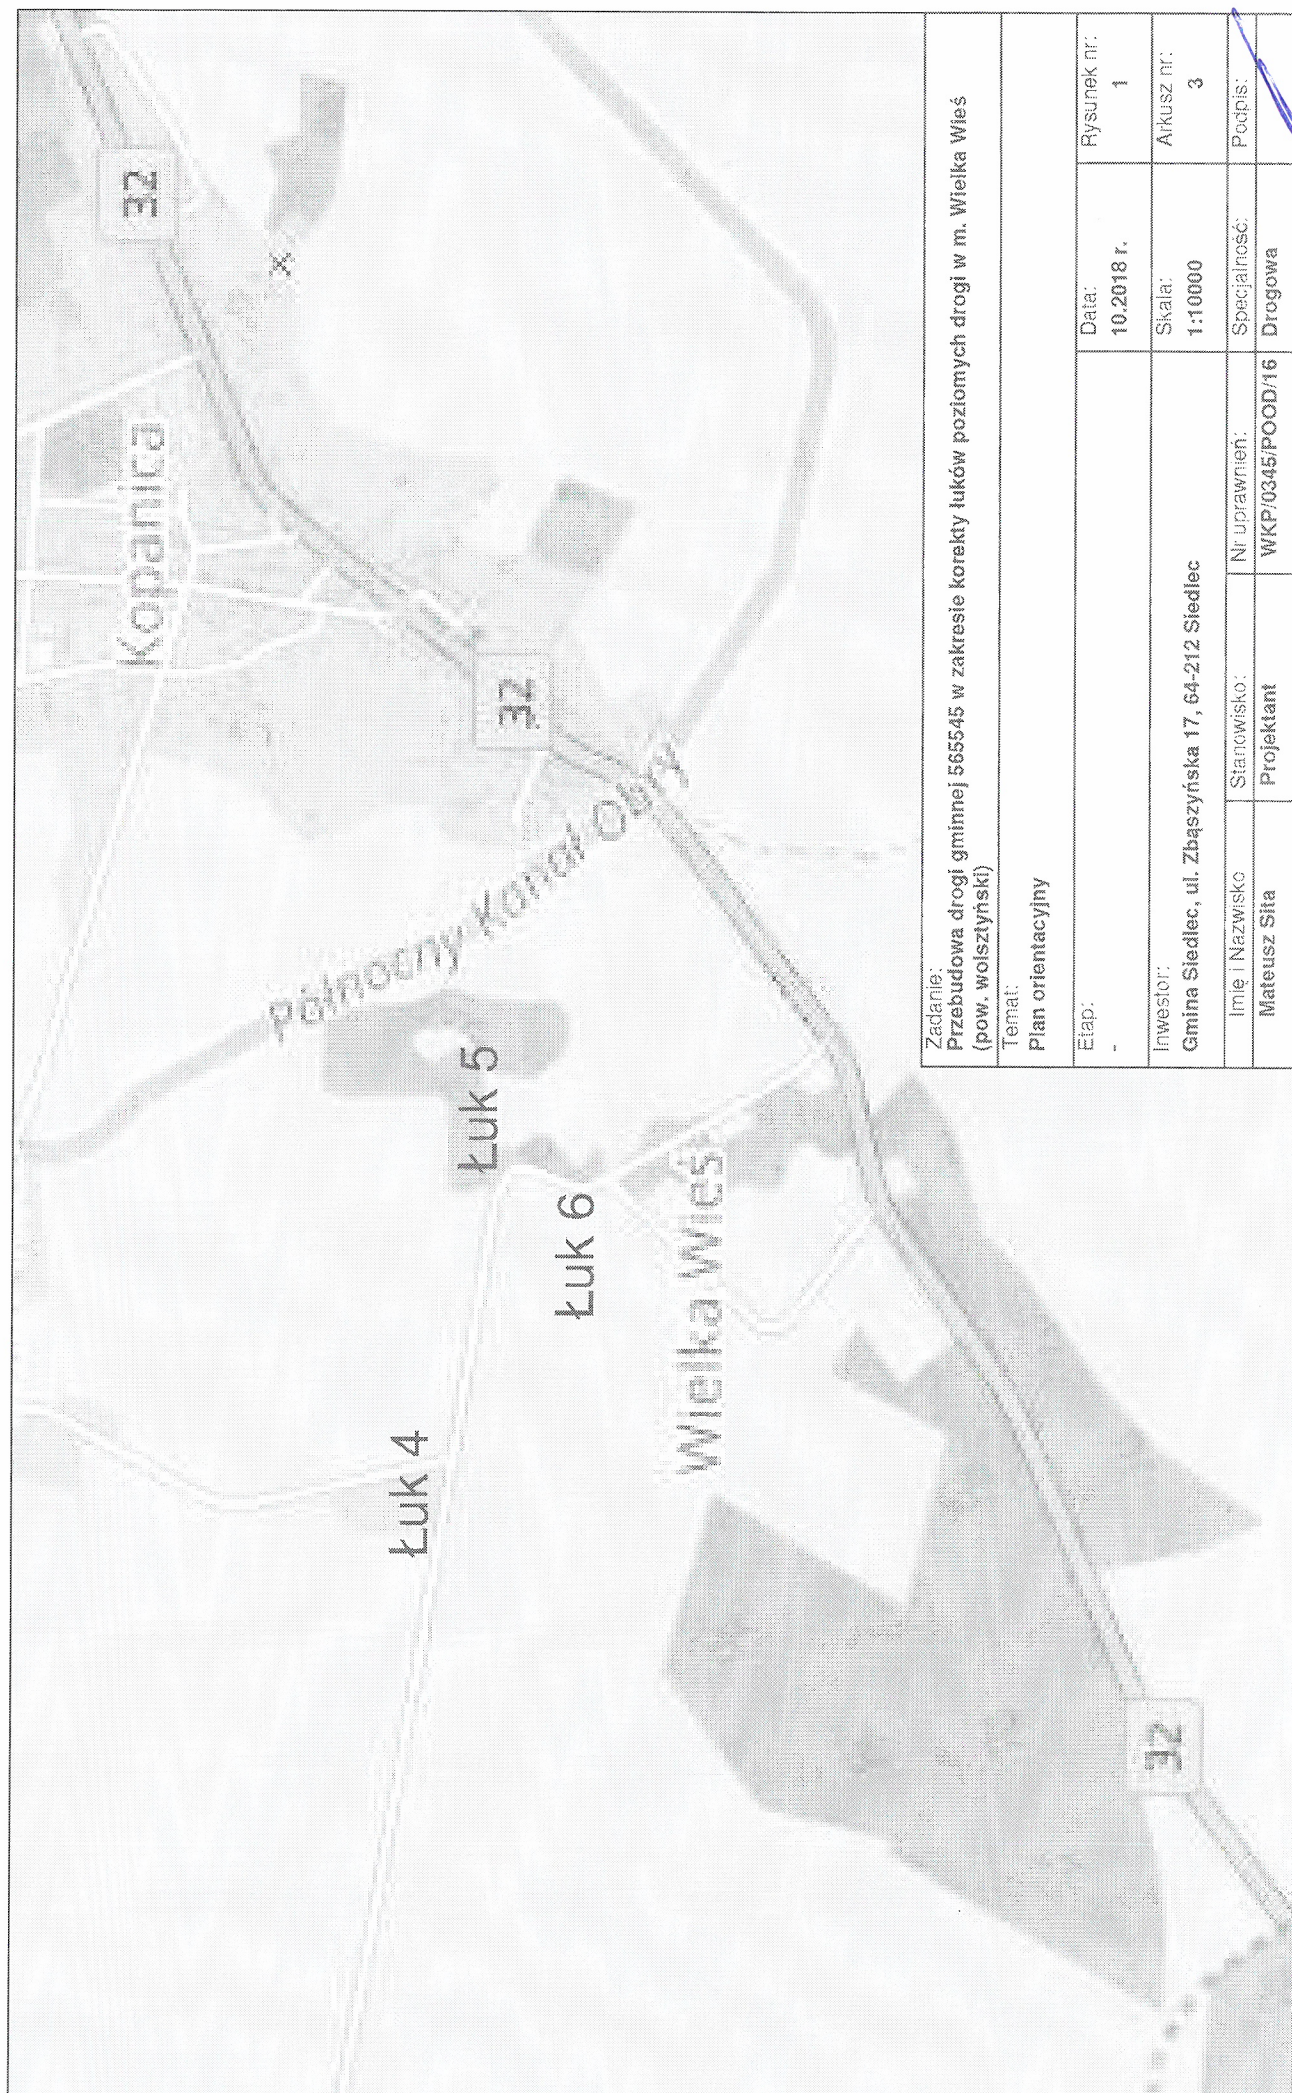 32
Kopanica
32
Północny Kanał Obry
Łuk 5
Łuk 4
Łuk 6
Wielka Wieś
32
Zadanie:
Przebudowa drogi gminnej 565545 w zakresie korekty łuków poziomych drogi w m. Wielka Wieś
(pow. wolsztyński)
Temat:
Plan orientacyjny
Etap:
-
Data:
10.2018 r.
Rysunek nr:
1
Inwestor:
Gmina Siedlec, ul. Zbąszyńska 17, 64-212 Siedlec
Skala:
1:10000
Arkusz nr:
3
Imię i Nazwisko
Stanowisko:
Nr uprawnień:
Specjalność:
Podpis:
Mateusz Sita
Projektant
WKP/0345/POOD/16
Drogowa